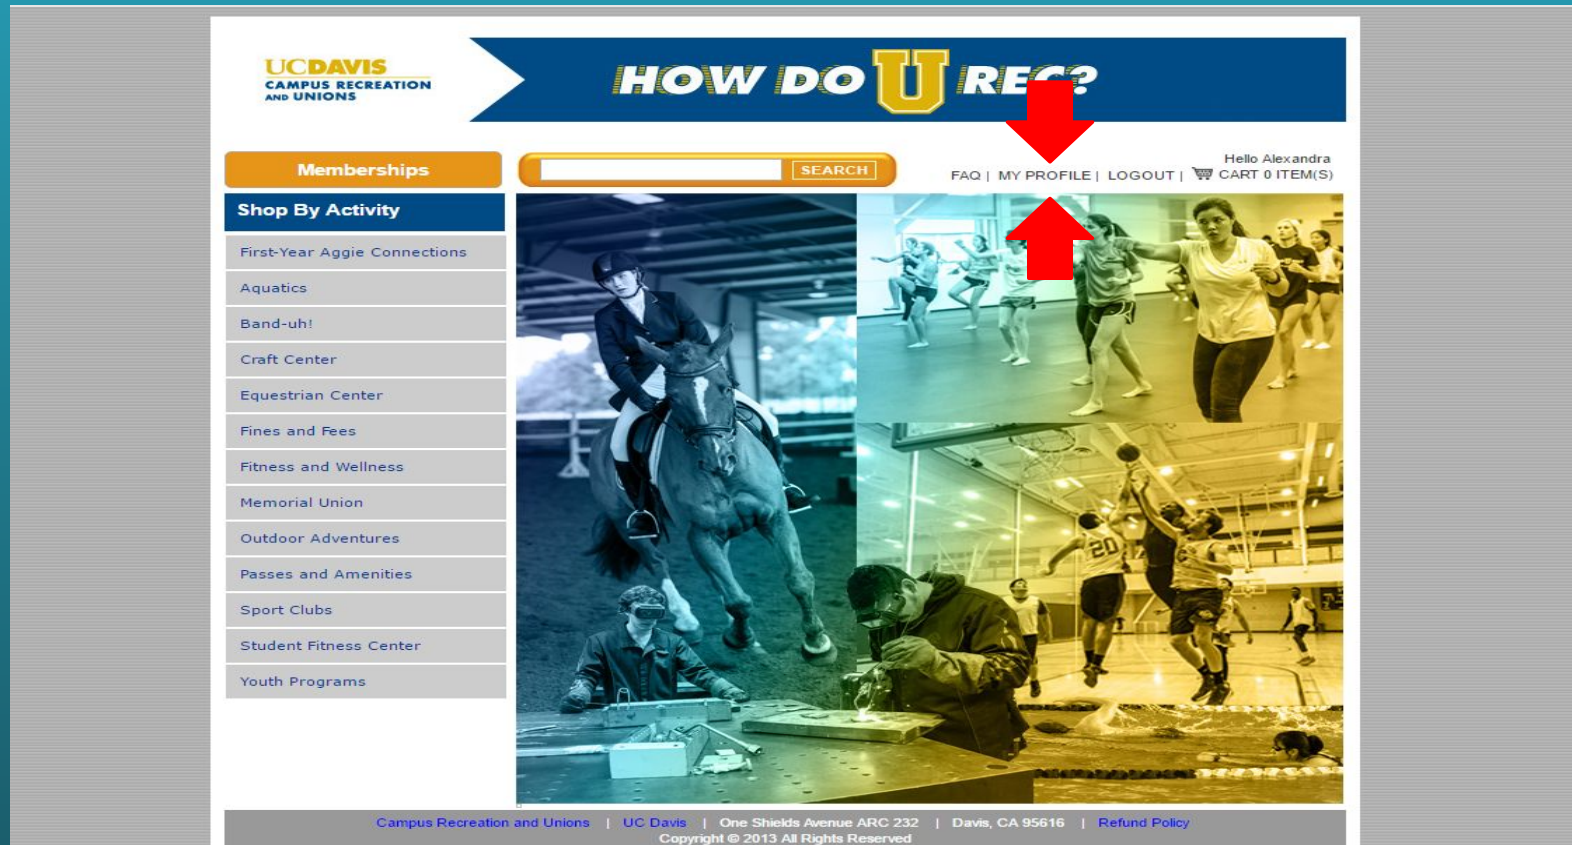 UCDAVIS
CAMPUS RECREATION
AND UNIONS
HOW DO U REC?
Memberships
SEARCH
Hello Alexandra
FAQ | MY PROFILE | LOGOUT | CART 0 ITEM(S)
Shop By Activity
First-Year Aggie Connections
Aquatics
Band-uh!
Craft Center
Equestrian Center
Fines and Fees
Fitness and Wellness
Memorial Union
Outdoor Adventures
Passes and Amenities
Sport Clubs
Student Fitness Center
Youth Programs
20
Campus Recreation and Unions | UC Davis | One Shields Avenue ARC 232 | Davis, CA 95616 | Refund Policy
Copyright © 2013 All Rights Reserved